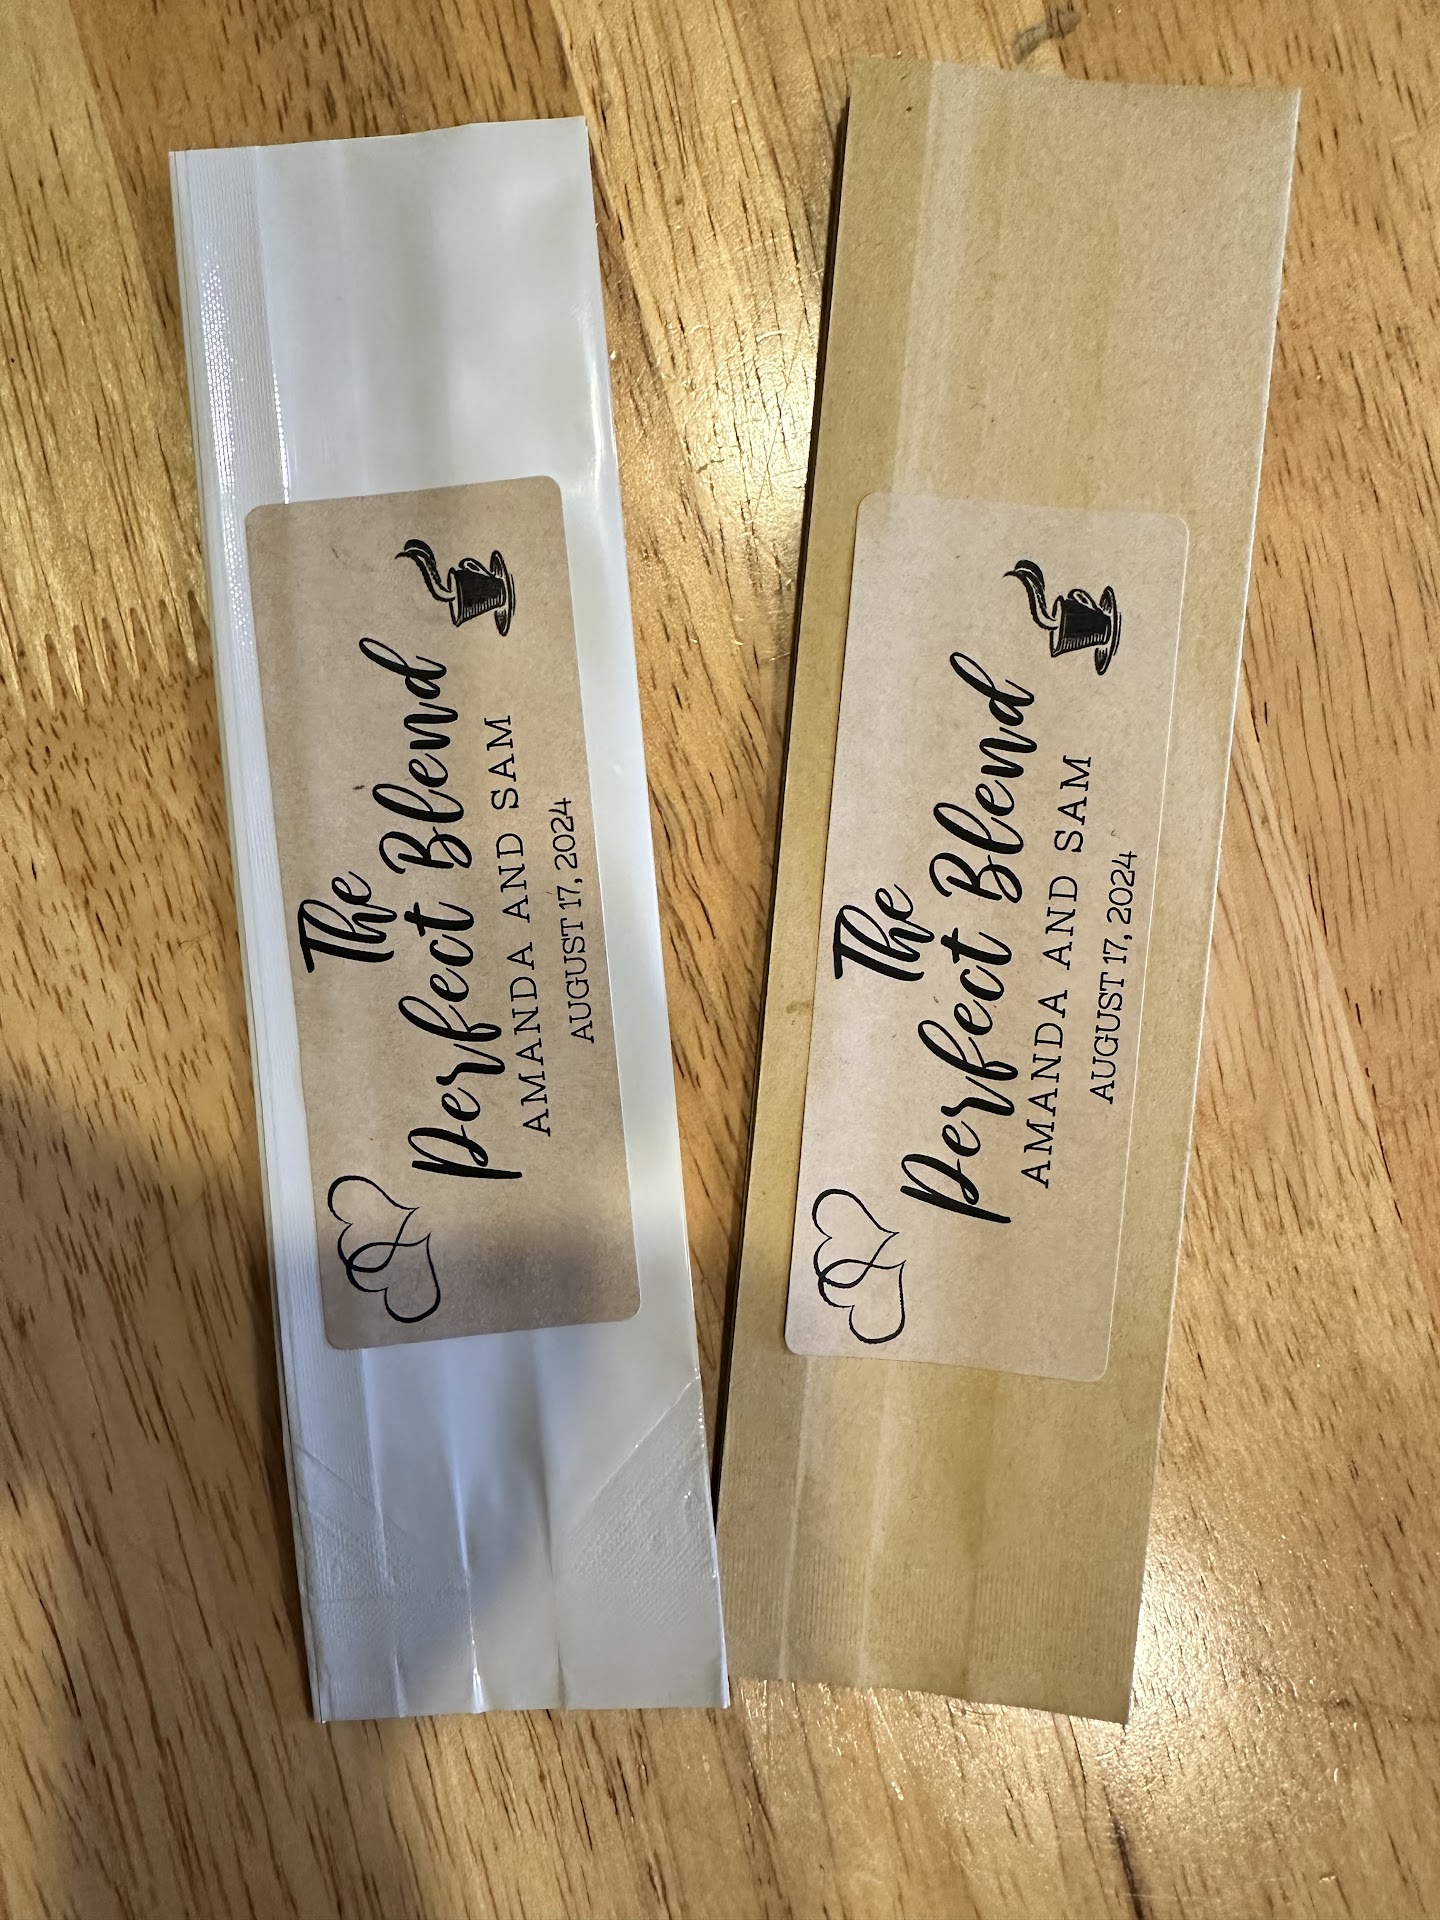 The
Perfect Blend
AMANDA AND SAM
AUGUST 17, 2024
The
Perfect Blend
AMANDA AND SAM
AUGUST 17, 2024